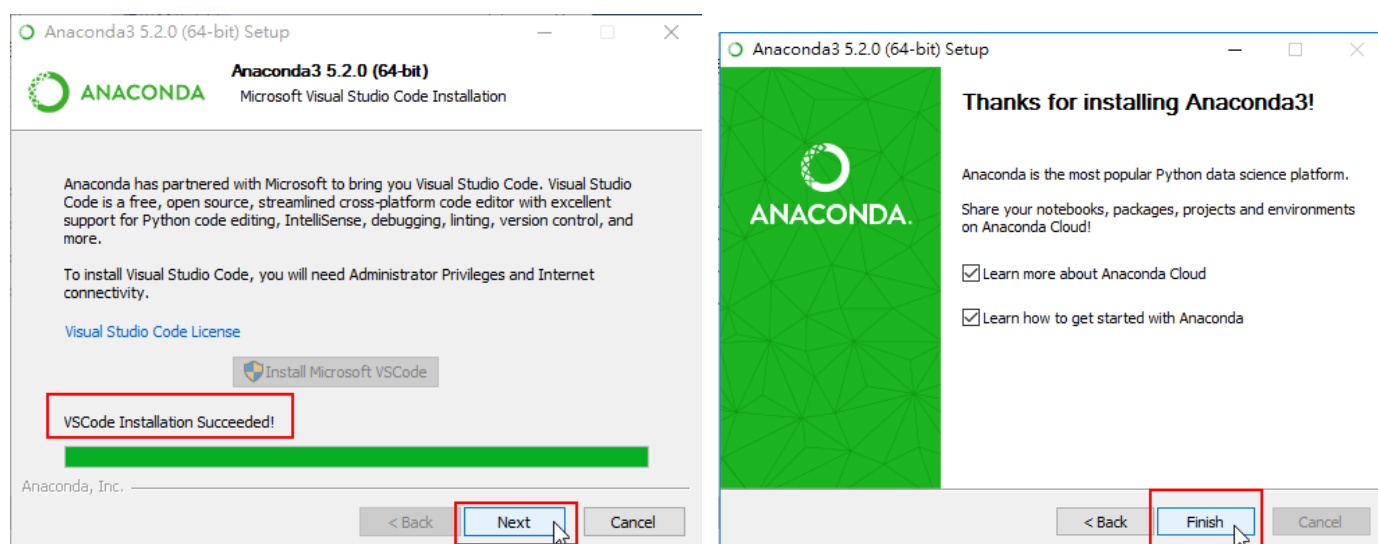 Anaconda3 5.2.0 (64-bit) Setup
ANACONDA
Anaconda3 5.2.0 (64-bit)
Microsoft Visual Studio Code Installation
Anaconda has partnered with Microsoft to bring you Visual Studio Code. Visual Studio
Code is a free, open source, streamlined cross-platform code editor with excellent
support for Python code editing, IntelliSense, debugging, linting, version control, and
more.
To install Visual Studio Code, you will need Administrator Privileges and Internet
connectivity.
Visual Studio Code License
Install Microsoft VSCode
VSCode Installation Succeeded!
Anaconda, Inc.
< Back
Next
Cancel
Anaconda3 5.2.0 (64-bit) Setup
ANACONDA.
Thanks for installing Anaconda3!
Anaconda is the most popular Python data science platform.
Share your notebooks, packages, projects and environments
on Anaconda Cloud!
Learn more about Anaconda Cloud
Learn how to get started with Anaconda
< Back
Finish
Cancel